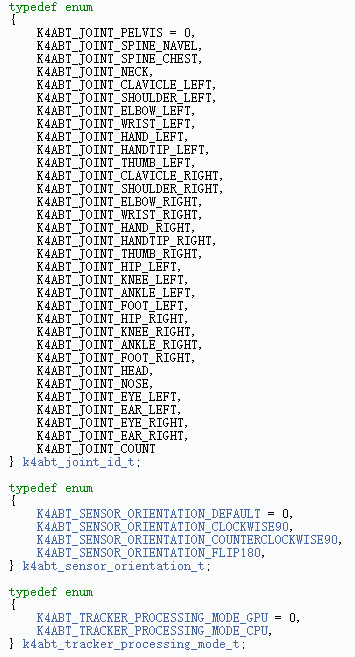 typedef enum
{
K4ABT_JOINT_PELVIS = 0,
K4ABT_JOINT_SPINE_NAVEL,
K4ABT_JOINT_SPINE_CHEST,
K4ABT_JOINT_NECK,
K4ABT_JOINT_CLAVICLE_LEFT,
K4ABT_JOINT_SHOULDER_LEFT,
K4ABT_JOINT_ELBOW_LEFT,
K4ABT_JOINT_WRIST_LEFT,
K4ABT_JOINT_HAND_LEFT,
K4ABT_JOINT_HANDTIP_LEFT,
K4ABT_JOINT_THUMB_LEFT,
K4ABT_JOINT_CLAVICLE_RIGHT,
K4ABT_JOINT_SHOULDER_RIGHT,
K4ABT_JOINT_ELBOW_RIGHT,
K4ABT_JOINT_WRIST_RIGHT,
K4ABT_JOINT_HAND_RIGHT,
K4ABT_JOINT_HANDTIP_RIGHT,
K4ABT_JOINT_THUMB_RIGHT,
K4ABT_JOINT_HIP_LEFT,
K4ABT_JOINT_KNEE_LEFT,
K4ABT_JOINT_ANKLE_LEFT,
K4ABT_JOINT_FOOT_LEFT,
K4ABT_JOINT_HIP_RIGHT,
K4ABT_JOINT_KNEE_RIGHT,
K4ABT_JOINT_ANKLE_RIGHT,
K4ABT_JOINT_FOOT_RIGHT,
K4ABT_JOINT_HEAD,
K4ABT_JOINT_NOSE,
K4ABT_JOINT_EYE_LEFT,
K4ABT_JOINT_EAR_LEFT,
K4ABT_JOINT_EYE_RIGHT,
K4ABT_JOINT_EAR_RIGHT,
K4ABT_JOINT_COUNT
} k4abt_joint_id_t;
typedef enum
{
K4ABT_SENSOR_ORIENTATION_DEFAULT = 0,
K4ABT_SENSOR_ORIENTATION_CLOCKWISE90,
K4ABT_SENSOR_ORIENTATION_COUNTERCLOCKWISE90,
K4ABT_SENSOR_ORIENTATION_FLIP180,
} k4abt_sensor_orientation_t;
typedef enum
{
K4ABT_TRACKER_PROCESSING_MODE_GPU = 0,
K4ABT_TRACKER_PROCESSING_MODE_CPU,
} k4abt_tracker_processing_mode_t;